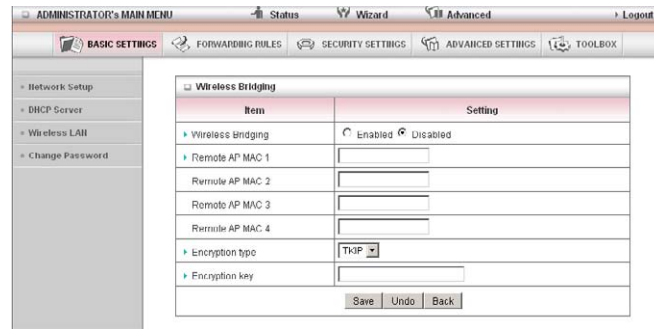 ADMINISTRATOR's MAIN MENU Status Wizard Advanced Logout
BASIC SETTINGS FORWARDING RULES SECURITY SETTINGS ADVANCED SETTINGS TOOLBOX
Network Setup
DHCP Server
Wireless LAN
Change Password
Wireless Bridging
Item Setting
Wireless Bridging Enabled Disabled
Remote AP MAC 1
Remote AP MAC 2
Remote AP MAC 3
Remote AP MAC 4
Encryption type TKIP
Encryption key
Save Undo Back